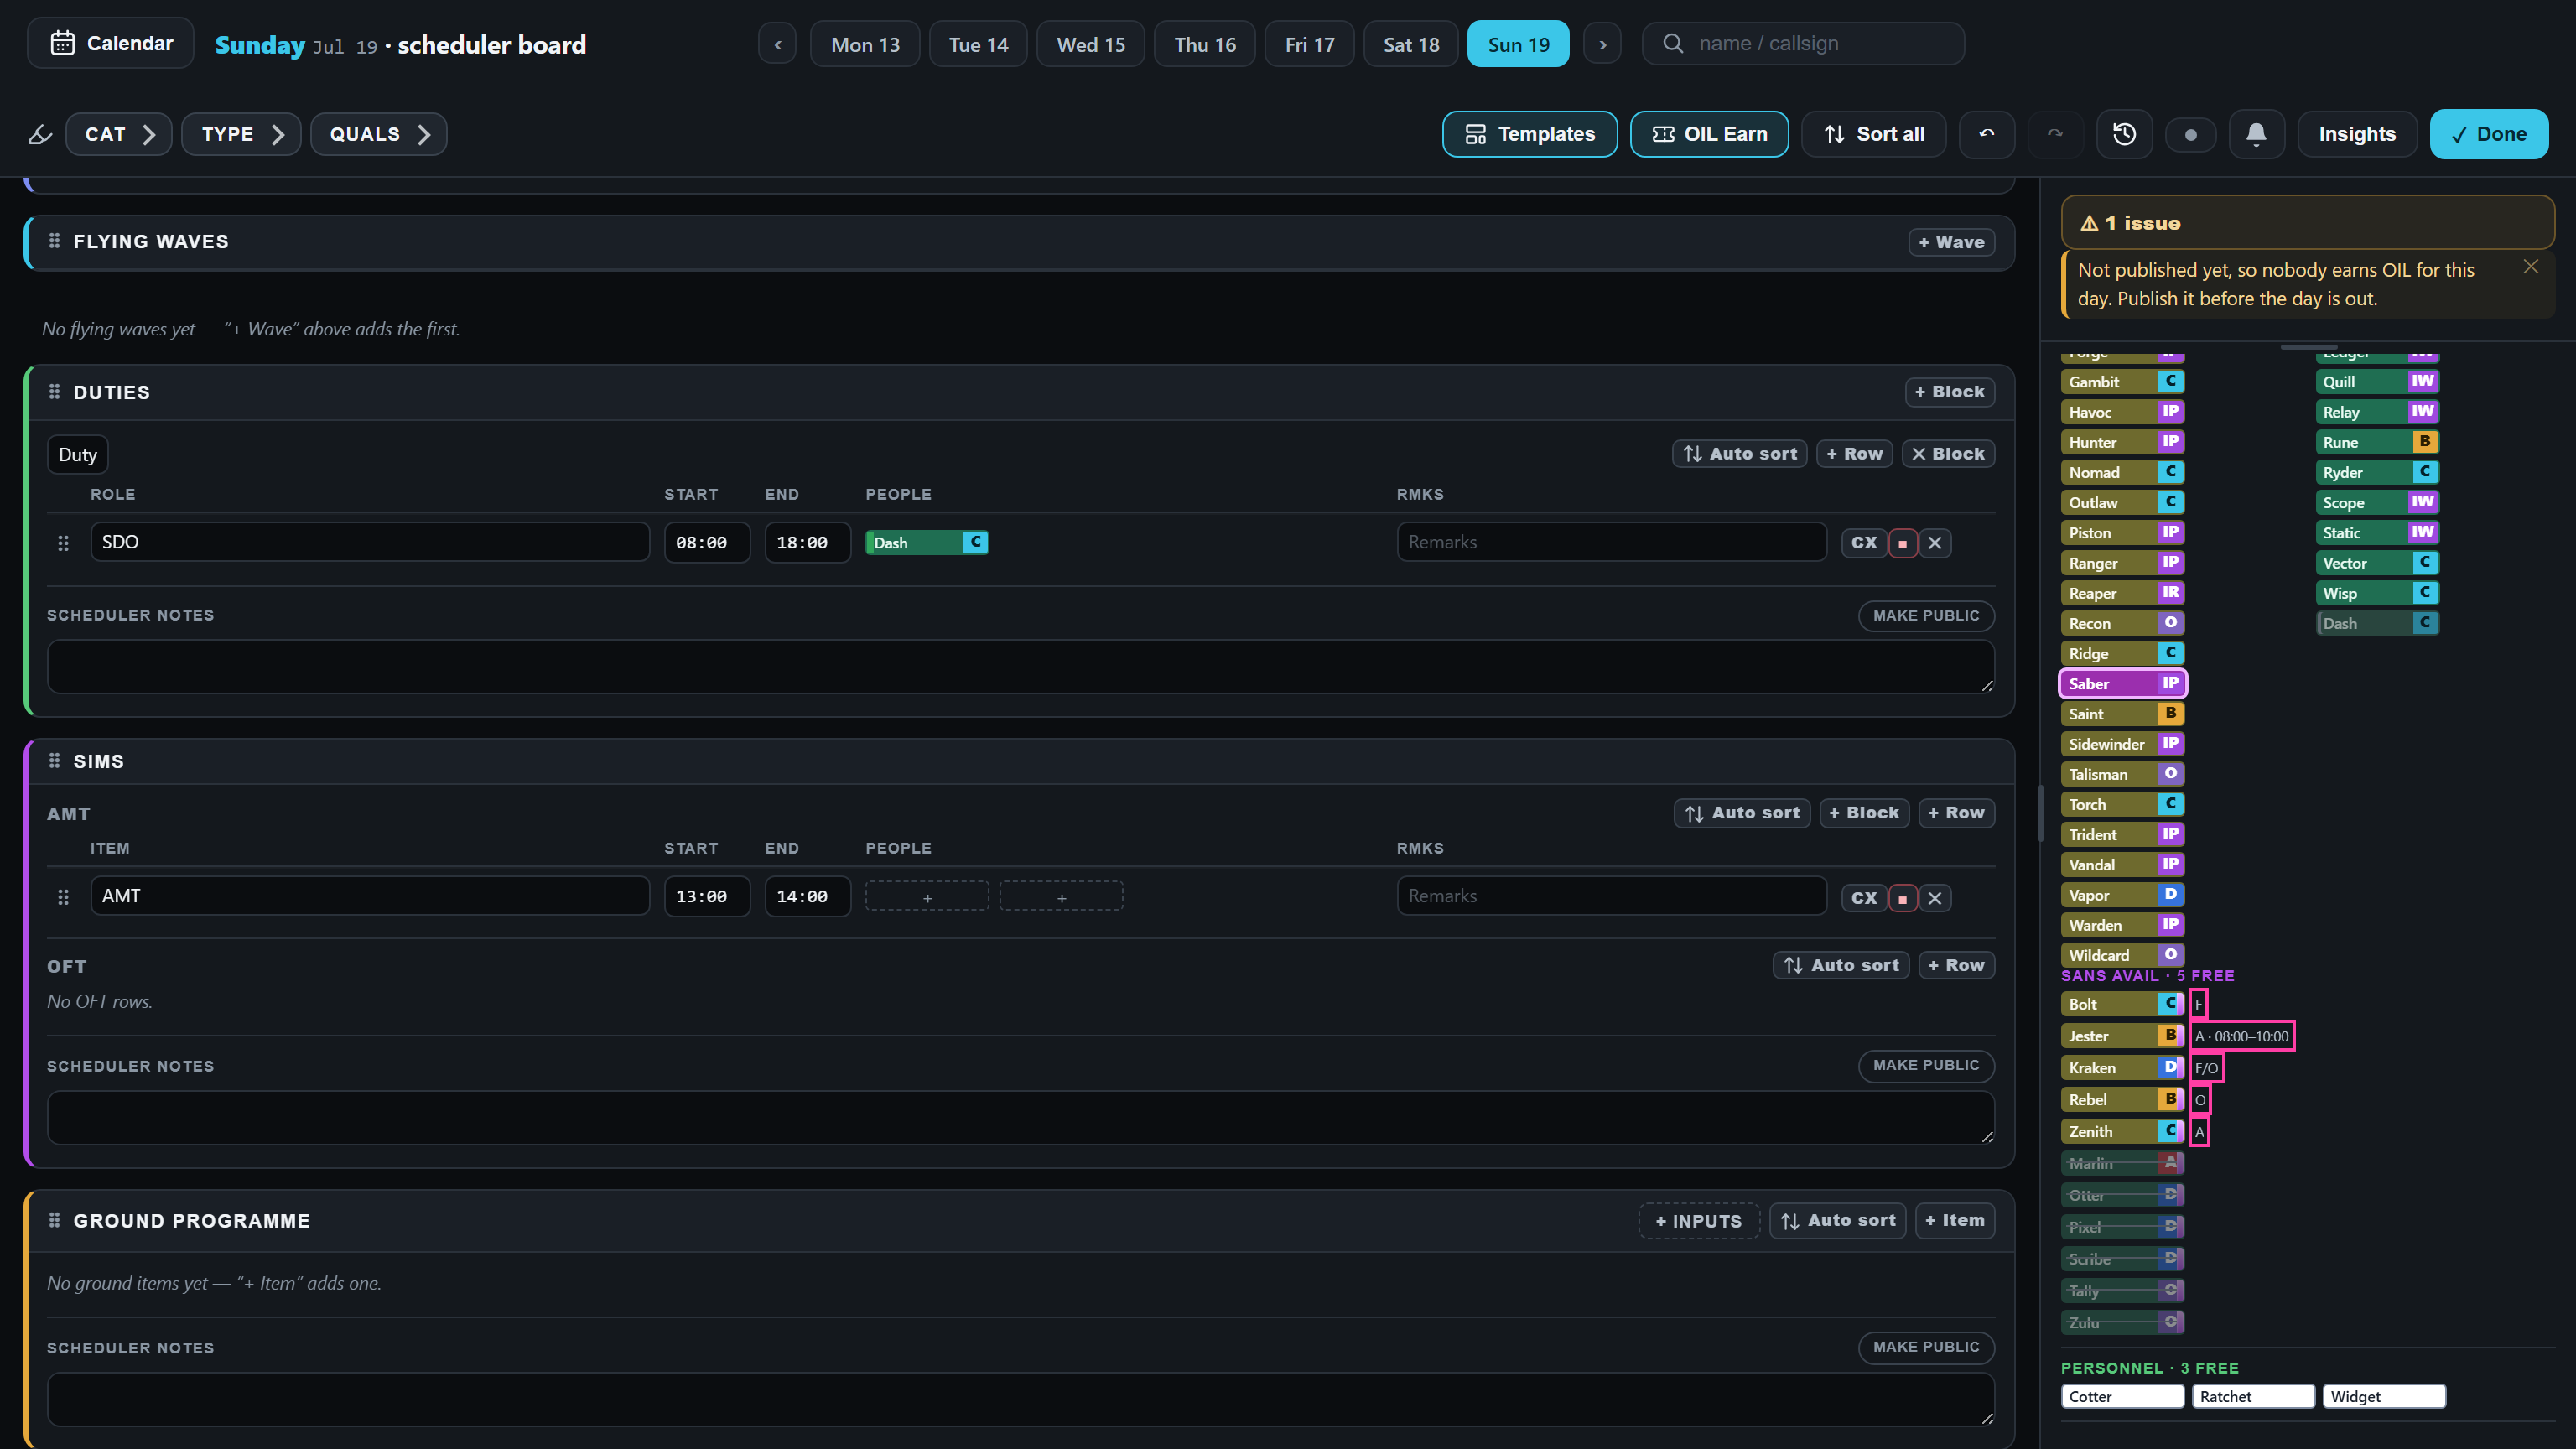 Calendar
Sunday Jul 19 • scheduler board
‹
Mon 13
Tue 14
Wed 15
Thu 16
Fri 17
Sat 18
Sun 19
›
name / callsign
CAT
TYPE
QUALS
Templates
OIL Earn
Sort all
Insights
✓ Done
FLYING WAVES
+ Wave
No flying waves yet — “+ Wave” above adds the first.
DUTIES
+ Block
Duty
Auto sort
+ Row
× Block
ROLE START END PEOPLE RMKS
SDO 08:00 18:00 Dash C Remarks CX
SCHEDULER NOTES
MAKE PUBLIC
SIMS
AMT
Auto sort
+ Block
+ Row
ITEM START END PEOPLE RMKS
AMT 13:00 14:00 + + Remarks CX
OFT
Auto sort
+ Row
No OFT rows.
SCHEDULER NOTES
MAKE PUBLIC
GROUND PROGRAMME
+ INPUTS
Auto sort
+ Item
No ground items yet — “+ Item” adds one.
SCHEDULER NOTES
MAKE PUBLIC
⚠ 1 issue
Not published yet, so nobody earns OIL for this
day. Publish it before the day is out.
Gambit C
Havoc IP
Hunter IP
Nomad C
Outlaw C
Piston IP
Ranger IP
Reaper IR
Recon O
Ridge C
Saber IP
Saint B
Sidewinder IP
Talisman O
Torch C
Trident IP
Vandal IP
Vapor D
Warden IP
Wildcard O
Quill IW
Relay IW
Rune B
Ryder C
Scope IW
Static IW
Vector C
Wisp C
Dash C
SANS AVAIL · 5 FREE
Bolt C F
Jester B A · 08:00–10:00
Kraken D F/O
Rebel B O
Zenith C A
Marlin A
Otter D
Pixel D
Scribe D
Tally O
Zulu O
PERSONNEL · 3 FREE
Cotter
Ratchet
Widget